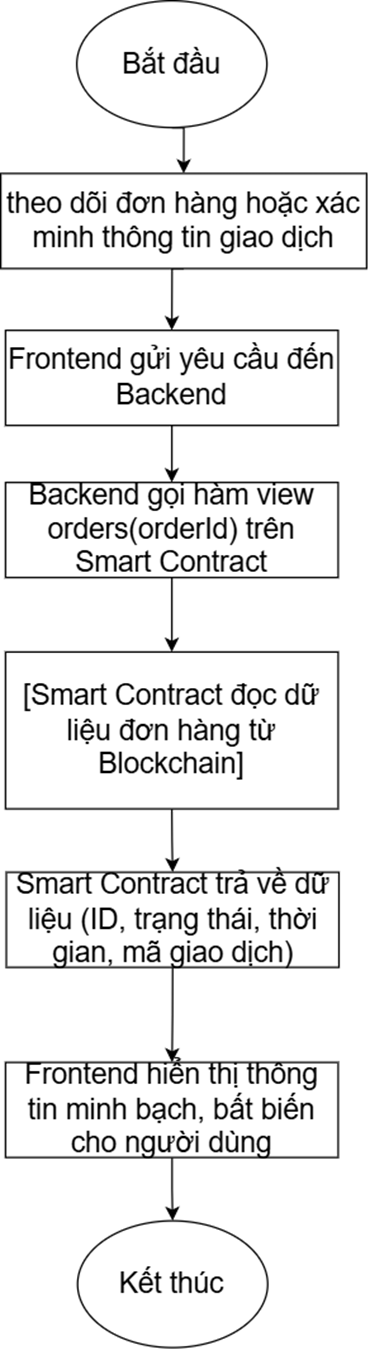 Bắt đầu
theo dõi đơn hàng hoặc xác
minh thông tin giao dịch
Frontend gửi yêu cầu đến
Backend
Backend gọi hàm view
orders(orderId) trên
Smart Contract
[Smart Contract đọc dữ
liệu đơn hàng từ
Blockchain]
Smart Contract trả về dữ
liệu (ID, trạng thái, thời
gian, mã giao dịch)
Frontend hiển thị thông
tin minh bạch, bất biến
cho người dùng
Kết thúc